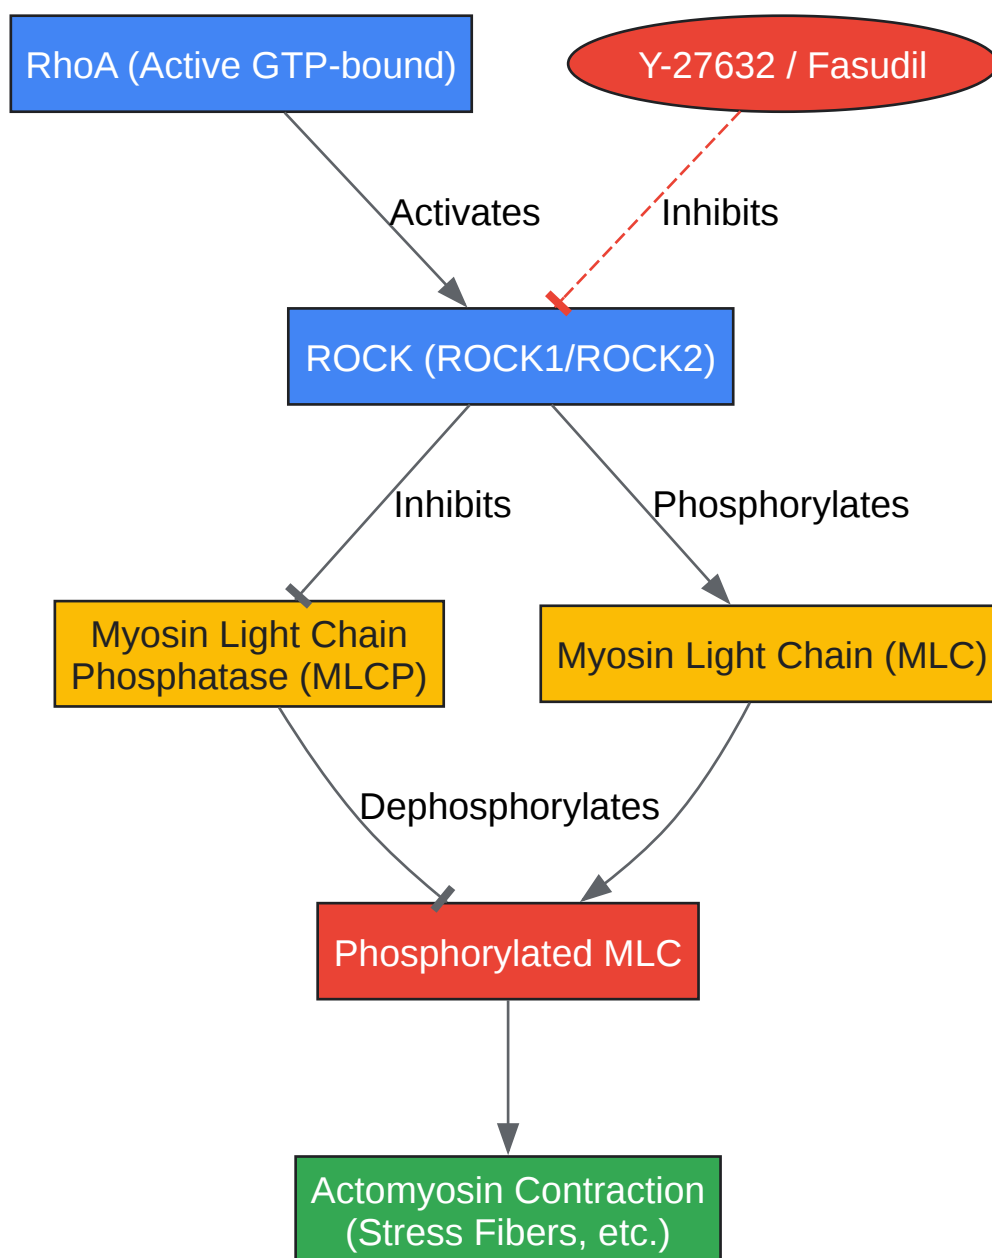 RhoA (Active GTP-bound)
Y-27632 / Fasudil
Activates
Inhibits
ROCK (ROCK1/ROCK2)
Inhibits
Phosphorylates
Myosin Light Chain
Phosphatase (MLCP)
Myosin Light Chain (MLC)
Dephosphorylates
Phosphorylated MLC
Actomyosin Contraction
(Stress Fibers, etc.)